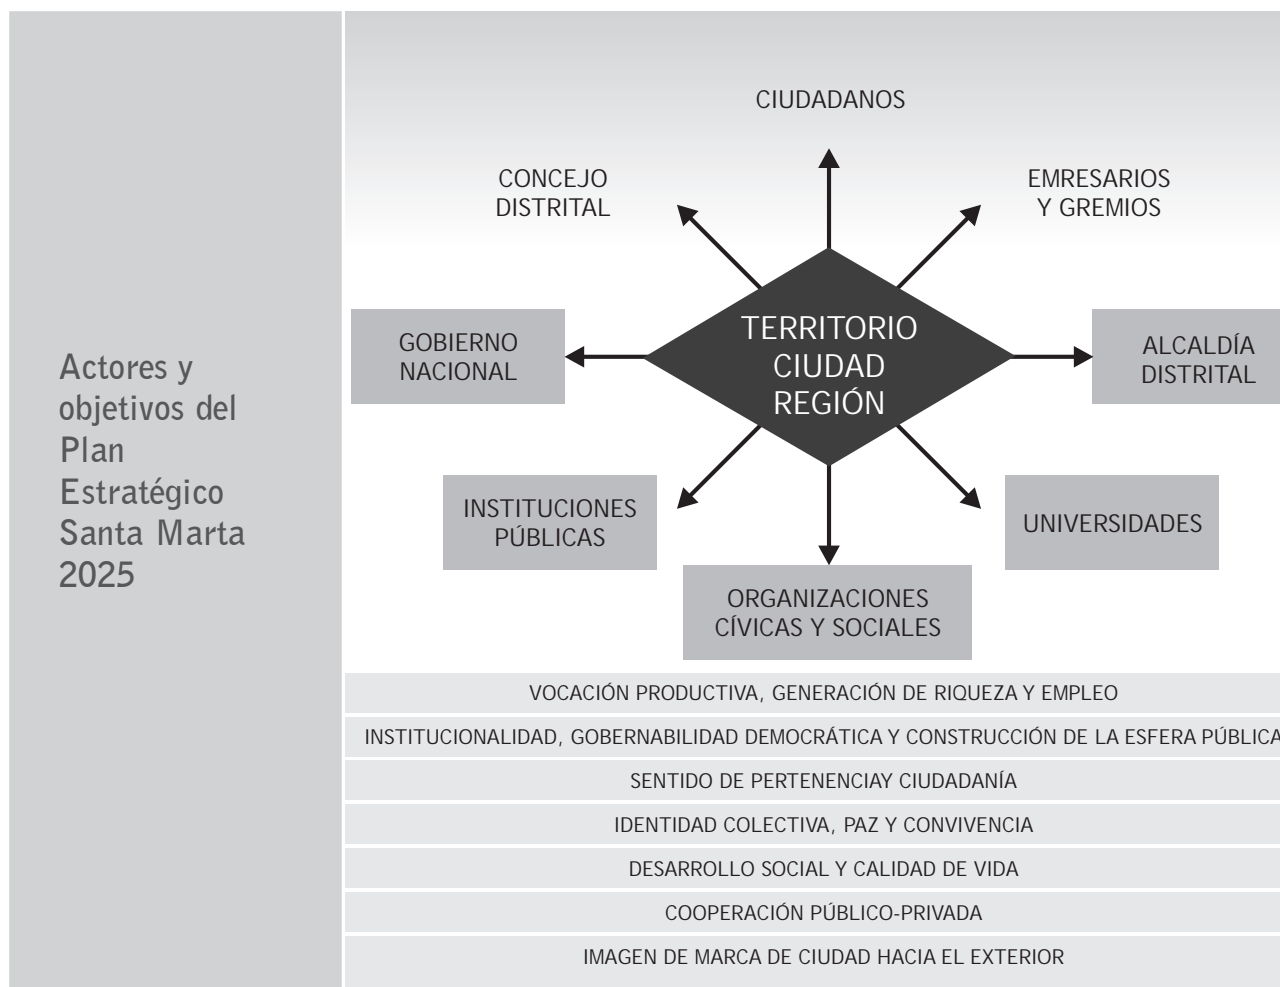 Actores y
objetivos del
Plan
Estratégico
Santa Marta
2025
CIUDADANOS
CONCEJO
DISTRITAL
EMRESARIOS
Y GREMIOS
GOBIERNO
NACIONAL
TERRITORIO
CIUDAD
REGIÓN
ALCALDÍA
DISTRITAL
INSTITUCIONES
PÚBLICAS
UNIVERSIDADES
ORGANIZACIONES
CÍVICAS Y SOCIALES
VOCACIÓN PRODUCTIVA, GENERACIÓN DE RIQUEZA Y EMPLEO
INSTITUCIONALIDAD, GOBERNABILIDAD DEMOCRÁTICA Y CONSTRUCCIÓN DE LA ESFERA PÚBLICA
SENTIDO DE PERTENENCIAY CIUDADANÍA
IDENTIDAD COLECTIVA, PAZ Y CONVIVENCIA
DESARROLLO SOCIAL Y CALIDAD DE VIDA
COOPERACIÓN PÚBLICO-PRIVADA
IMAGEN DE MARCA DE CIUDAD HACIA EL EXTERIOR